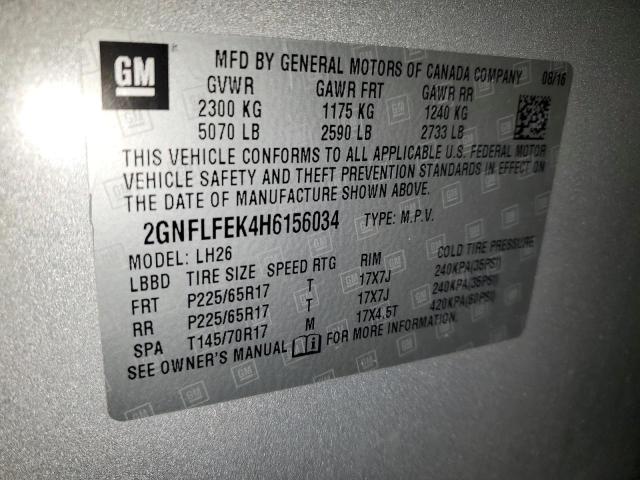 GM
MFD BY GENERAL MOTORS OF CANADA COMPANY 08/16
GVWR GAWR FRT GAWR RR
2300 KG 1175 KG 1240 KG
5070 LB 2590 LB 2733 LB
THIS VEHICLE CONFORMS TO ALL APPLICABLE U.S. FEDERAL MOTOR
VEHICLE SAFETY AND THEFT PREVENTION STANDARDS IN EFFECT ON
THE DATE OF MANUFACTURE SHOWN ABOVE.
2GNFLFEK4H6156034 TYPE: M.P.V.
MODEL: LH26
LBBD TIRE SIZE SPEED RTG RIM COLD TIRE PRESSURE
FRT P225/65R17 T 17X7J 240KPA(35PSI)
RR P225/65R17 T 17X7J 240KPA(35PSI)
SPA T145/70R17 M 17X4.5T 420KPA(60PSI)
SEE OWNER'S MANUAL FOR MORE INFORMATION.